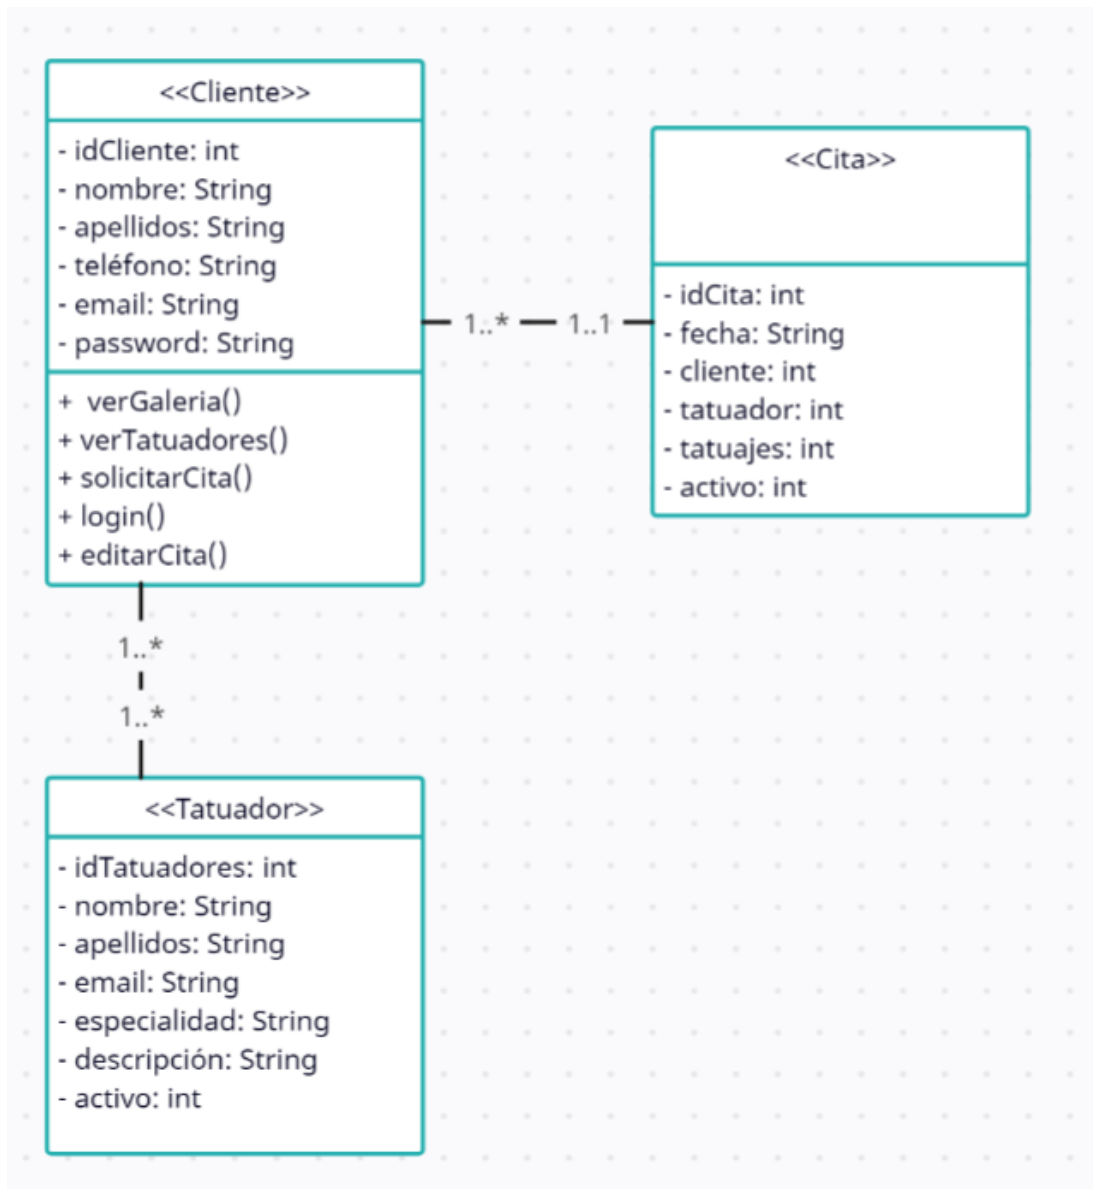 <<Cliente>>
- idCliente: int
- nombre: String
- apellidos: String
- teléfono: String
- email: String
- password: String
+  verGaleria()
+ verTatuadores()
+ solicitarCita()
+ login()
+ editarCita()
1..*
1..1
<<Cita>>
- idCita: int
- fecha: String
- cliente: int
- tatuador: int
- tatuajes: int
- activo: int
1..*
1..*
<<Tatuador>>
- idTatuadores: int
- nombre: String
- apellidos: String
- email: String
- especialidad: String
- descripción: String
- activo: int